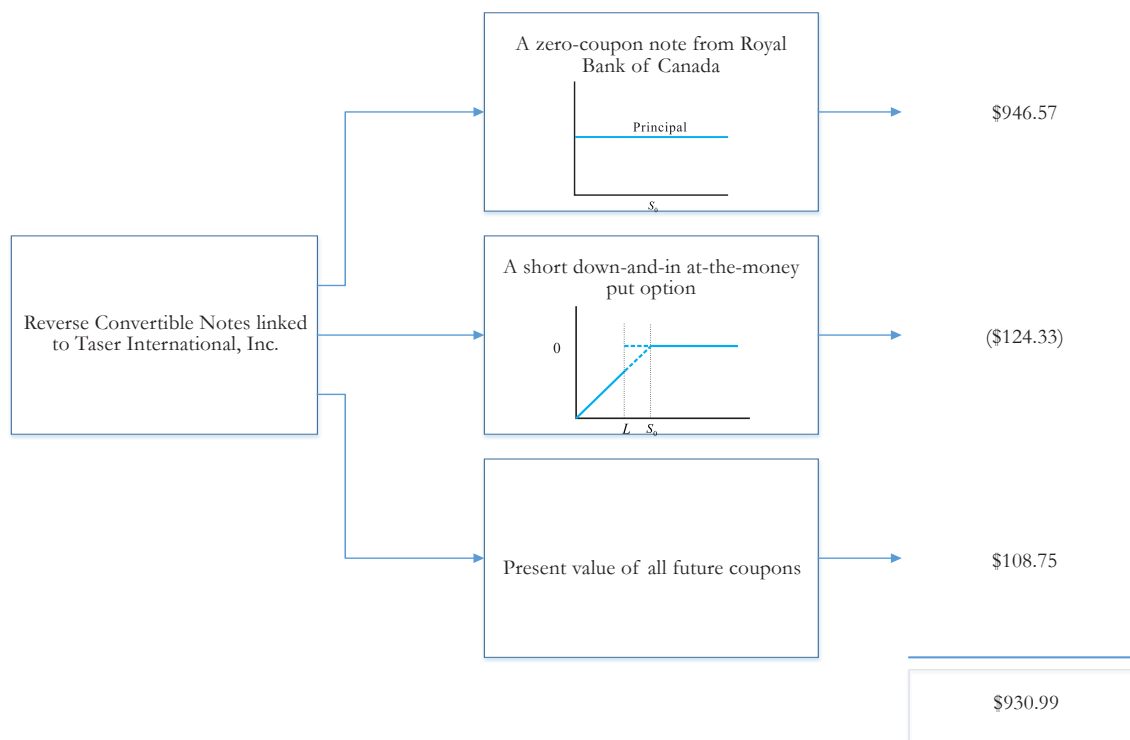 A zero-coupon note from Royal
Bank of Canada
Principal
S₀
$946.57
Reverse Convertible Notes linked
to Taser International, Inc.
A short down-and-in at-the-money
put option
0
L S₀
($124.33)
Present value of all future coupons
$108.75
$930.99